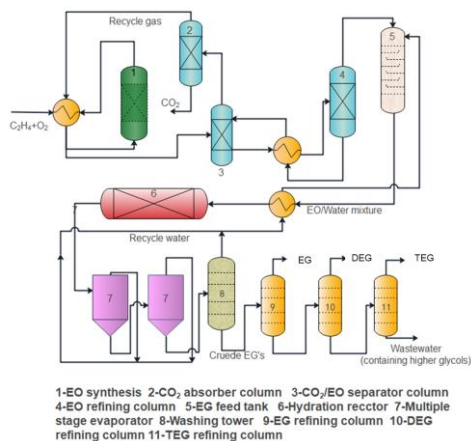 Recycle gas
2
5
1
4
CO₂
C₂H₄+O₂
3
6
EO/Water mixture
Recycle water
EG
DEG
TEG
7
7
8
9
10
11
Cruede EG's
Wastewater
(containing higher glycols)
1-EO synthesis 2-CO₂ absorber column 3-CO₂/EO separator column
4-EO refining column 5-EG feed tank 6-Hydration recctor 7-Multiple
stage evaporator 8-Washing tower 9-EG refining column 10-DEG
refining column 11-TEG refining column